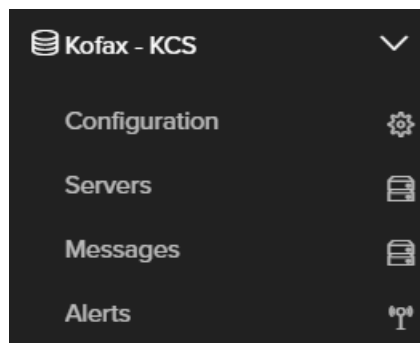 Kofax - KCS
Configuration
Servers
Messages
Alerts